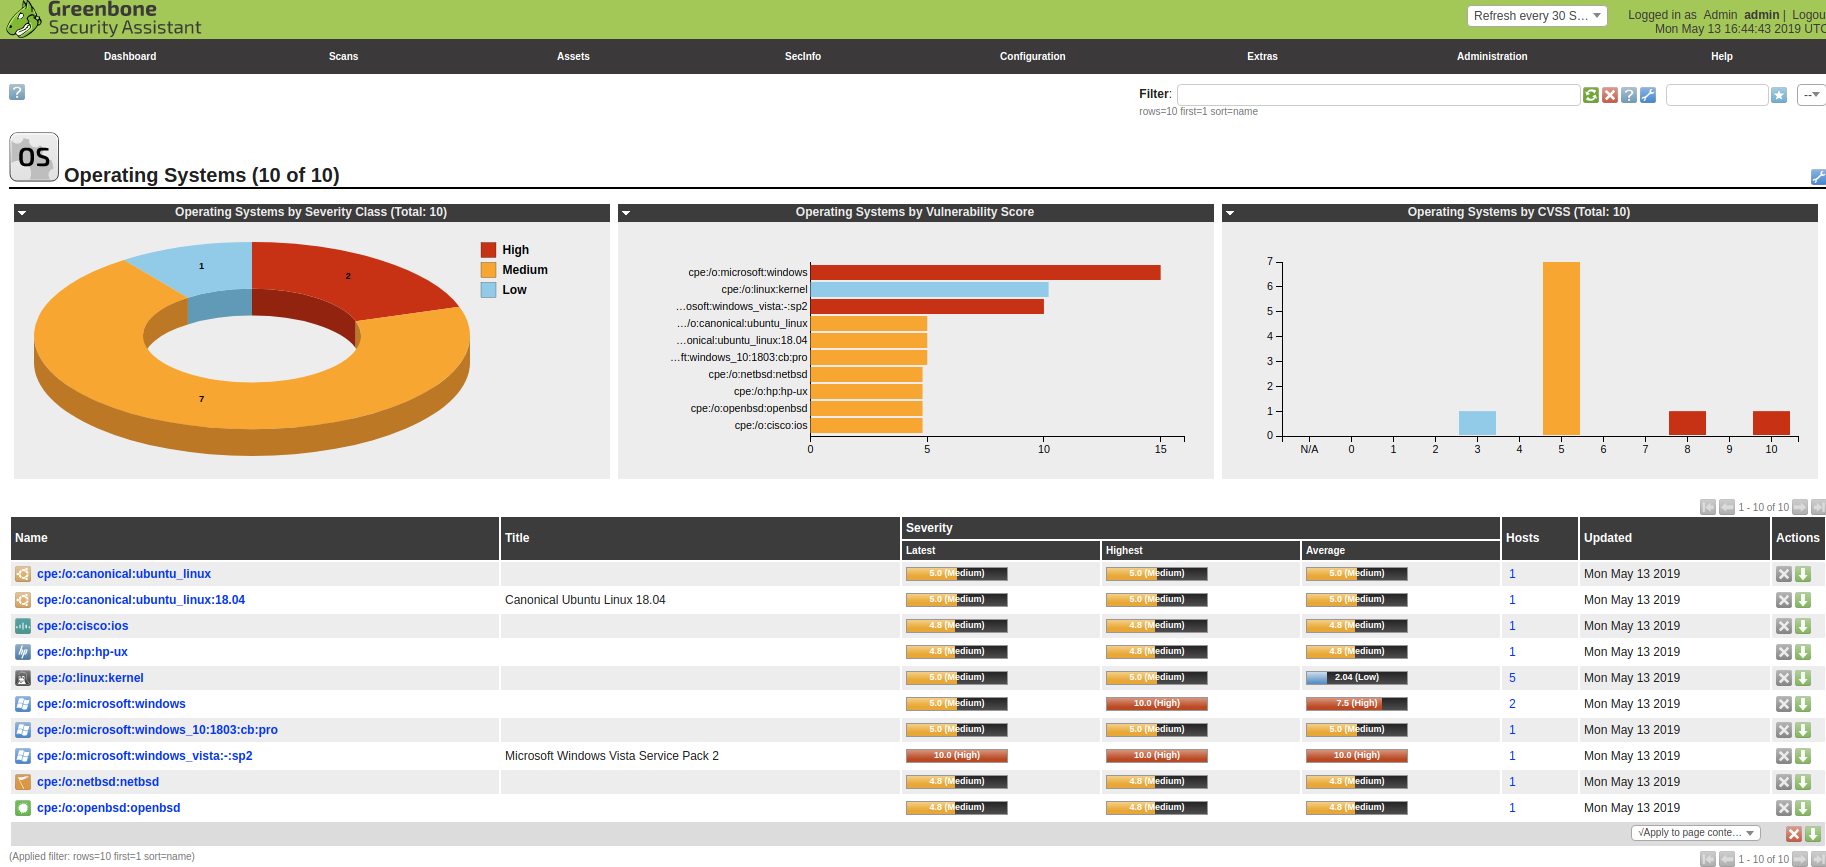 Greenbone
Security Assistant
Refresh every 30 S...
Logged in as Admin admin | Logou
Mon May 13 16:44:43 2019 UTC
Dashboard Scans Assets SecInfo Configuration Extras Administration Help
?
Filter: ? --
rows=10 first=1 sort=name
OS
Operating Systems (10 of 10)
Operating Systems by Severity Class (Total: 10)
High
Medium
Low
1
2
7
Operating Systems by Vulnerability Score
cpe:/o:microsoft:windows
cpe:/o:linux:kernel
...osoft:windows_vista:-:sp2
.../o:canonical:ubuntu_linux
...onical:ubuntu_linux:18.04
...ft:windows_10:1803:cb:pro
cpe:/o:netbsd:netbsd
cpe:/o:hp:hp-ux
cpe:/o:openbsd:openbsd
cpe:/o:cisco:ios
0 5 10 15
Operating Systems by CVSS (Total: 10)
7
6
5
4
3
2
1
0
N/A 0 1 2 3 4 5 6 7 8 9 10
1 - 10 of 10
Name Title Severity Hosts Updated Actions
Latest Highest Average
cpe:/o:canonical:ubuntu_linux 5.0 (Medium) 5.0 (Medium) 5.0 (Medium) 1 Mon May 13 2019
cpe:/o:canonical:ubuntu_linux:18.04 Canonical Ubuntu Linux 18.04 5.0 (Medium) 5.0 (Medium) 5.0 (Medium) 1 Mon May 13 2019
cpe:/o:cisco:ios 4.8 (Medium) 4.8 (Medium) 4.8 (Medium) 1 Mon May 13 2019
hp cpe:/o:hp:hp-ux 4.8 (Medium) 4.8 (Medium) 4.8 (Medium) 1 Mon May 13 2019
cpe:/o:linux:kernel 5.0 (Medium) 5.0 (Medium) 2.04 (Low) 5 Mon May 13 2019
cpe:/o:microsoft:windows 5.0 (Medium) 10.0 (High) 7.5 (High) 2 Mon May 13 2019
cpe:/o:microsoft:windows_10:1803:cb:pro 5.0 (Medium) 5.0 (Medium) 5.0 (Medium) 1 Mon May 13 2019
cpe:/o:microsoft:windows_vista:-:sp2 Microsoft Windows Vista Service Pack 2 10.0 (High) 10.0 (High) 10.0 (High) 1 Mon May 13 2019
cpe:/o:netbsd:netbsd 4.8 (Medium) 4.8 (Medium) 4.8 (Medium) 1 Mon May 13 2019
cpe:/o:openbsd:openbsd 4.8 (Medium) 4.8 (Medium) 4.8 (Medium) 1 Mon May 13 2019
√Apply to page conte...
(Applied filter: rows=10 first=1 sort=name)
1 - 10 of 10